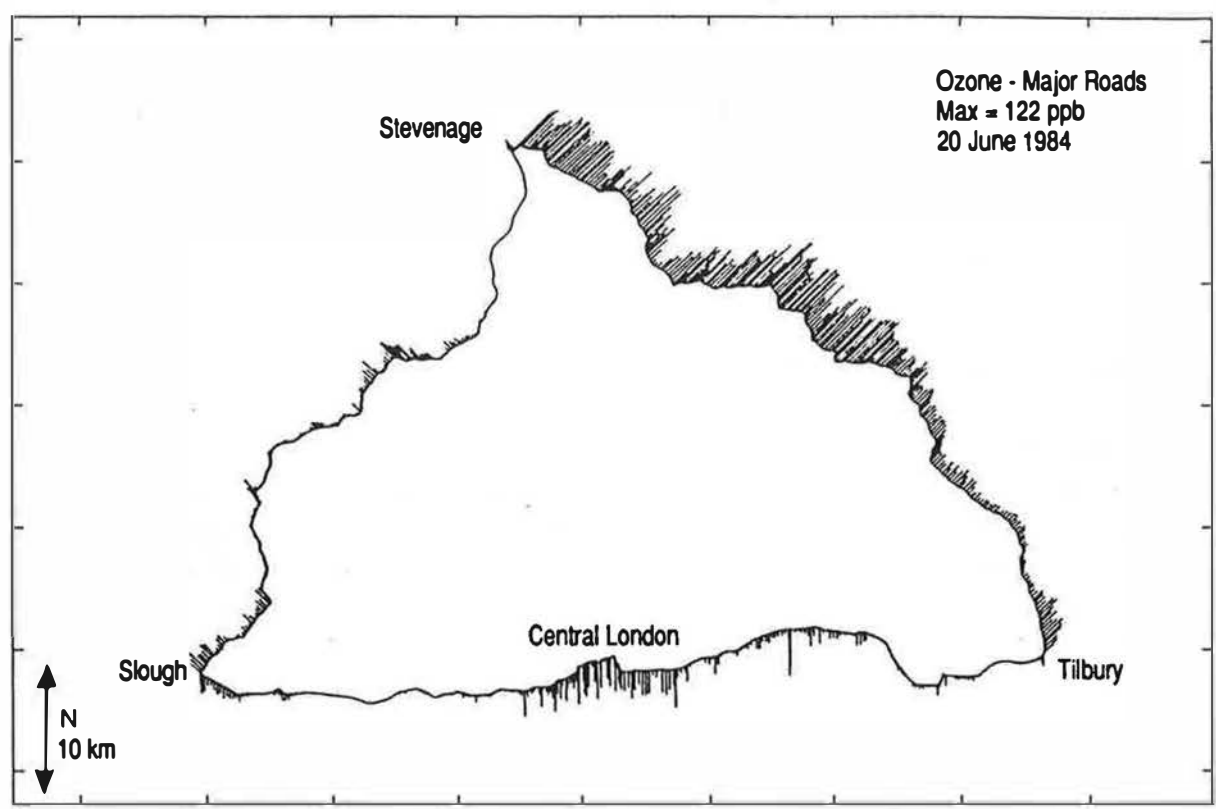 Ozone - Major Roads
Max = 122 ppb
20 June 1984
Stevenage
Central London
Slough
Tilbury
N
10 km